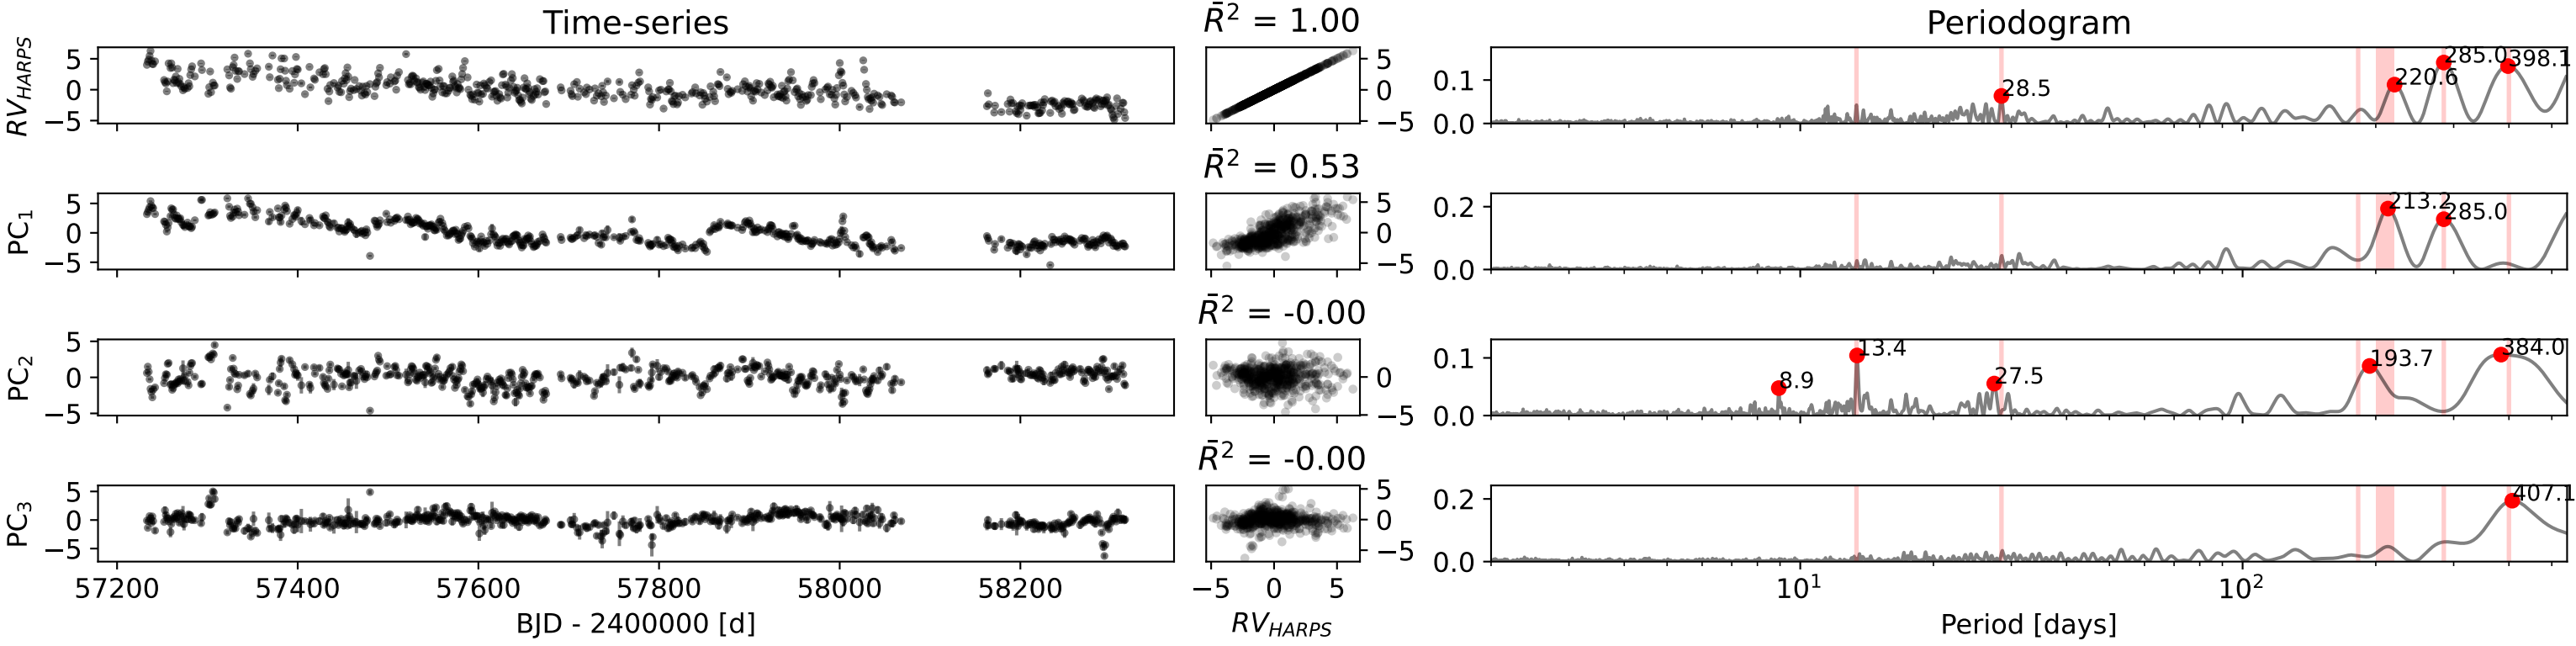 Time-series
R̄² = 1.00
Periodogram
RV_HARPS
5
0
−5
5
0
−5
0.1
0.0
28.5
220.6
285.0
398.1
R̄² = 0.53
PC₁
5
0
−5
5
0
−5
0.2
0.0
213.2
285.0
R̄² = -0.00
PC₂
5
0
−5
0
−5
0.1
0.0
8.9
13.4
27.5
193.7
384.0
R̄² = -0.00
PC₃
5
0
−5
5
0
−5
0.2
0.0
407.1
57200 57400 57600 57800 58000 58200
−5 0 5
10¹ 10²
BJD - 2400000 [d]
RV_HARPS
Period [days]